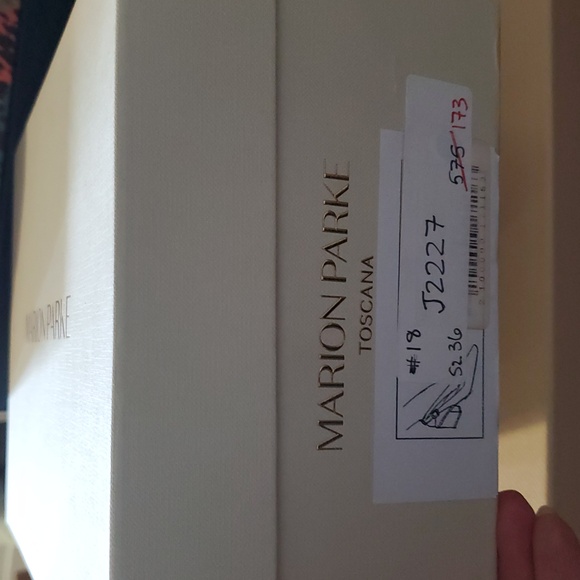 MARION PARKE
MARION PARKE
TOSCANA
#18
J2227
575 173
SZ 36